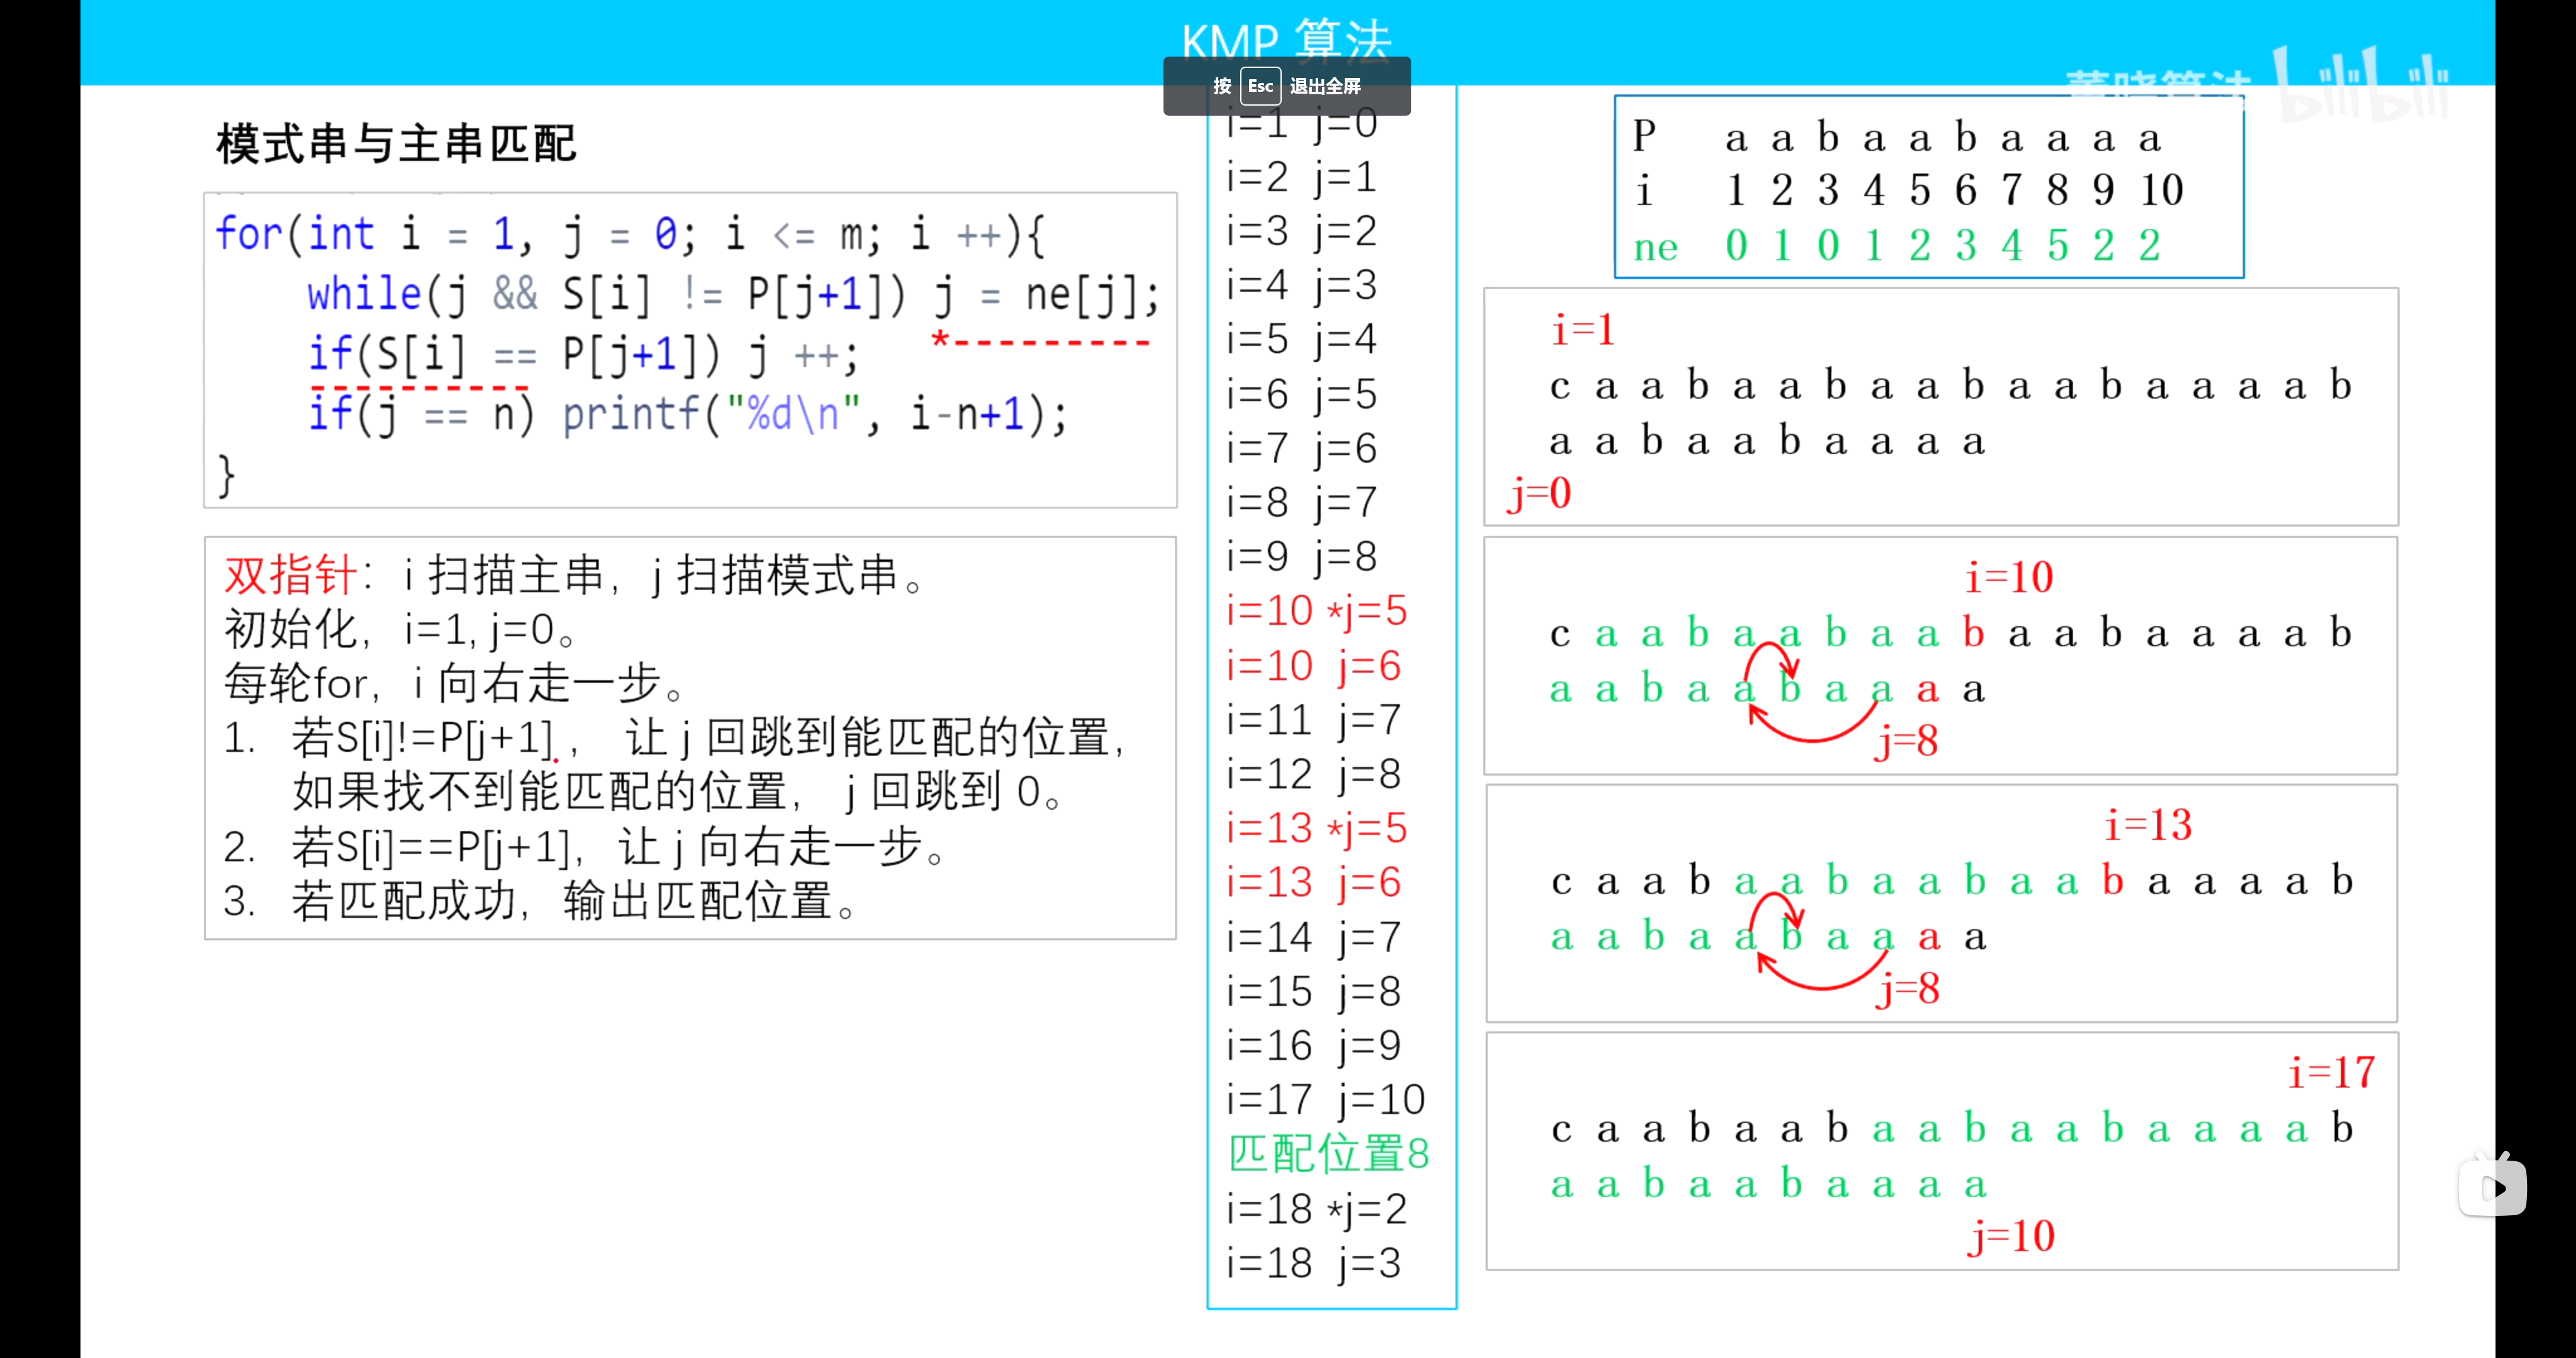 KMP 算法
按 Esc 退出全屏
bilibili
模式串与主串匹配
for(int i = 1, j = 0; i <= m; i ++){
while(j && S[i] != P[j+1]) j = ne[j];
if(S[i] == P[j+1]) j ++;
*---------
if(j == n) printf("%d\n", i-n+1);
}
双指针：i 扫描主串，j 扫描模式串。
初始化，i=1, j=0。
每轮for，i 向右走一步。
1. 若S[i]!=P[j+1]，让 j 回跳到能匹配的位置，
如果找不到能匹配的位置，j 回跳到 0。
2. 若S[i]==P[j+1]，让 j 向右走一步。
3. 若匹配成功，输出匹配位置。
i=1 j=0
i=2 j=1
i=3 j=2
i=4 j=3
i=5 j=4
i=6 j=5
i=7 j=6
i=8 j=7
i=9 j=8
i=10 *j=5
i=10 j=6
i=11 j=7
i=12 j=8
i=13 *j=5
i=13 j=6
i=14 j=7
i=15 j=8
i=16 j=9
i=17 j=10
匹配位置8
i=18 *j=2
i=18 j=3
P a a b a a b a a a a
i 1 2 3 4 5 6 7 8 9 10
ne 0 1 0 1 2 3 4 5 2 2
i=1
c a a b a a b a a b a a b a a a a b
a a b a a b a a a a
j=0
i=10
c a a b a a b a a b a a b a a a a b
a a b a a b a a a a
j=8
i=13
c a a b a a b a a b a a b a a a a b
a a b a a b a a a a
j=8
i=17
c a a b a a b a a b a a b a a a a b
a a b a a b a a a a
j=10